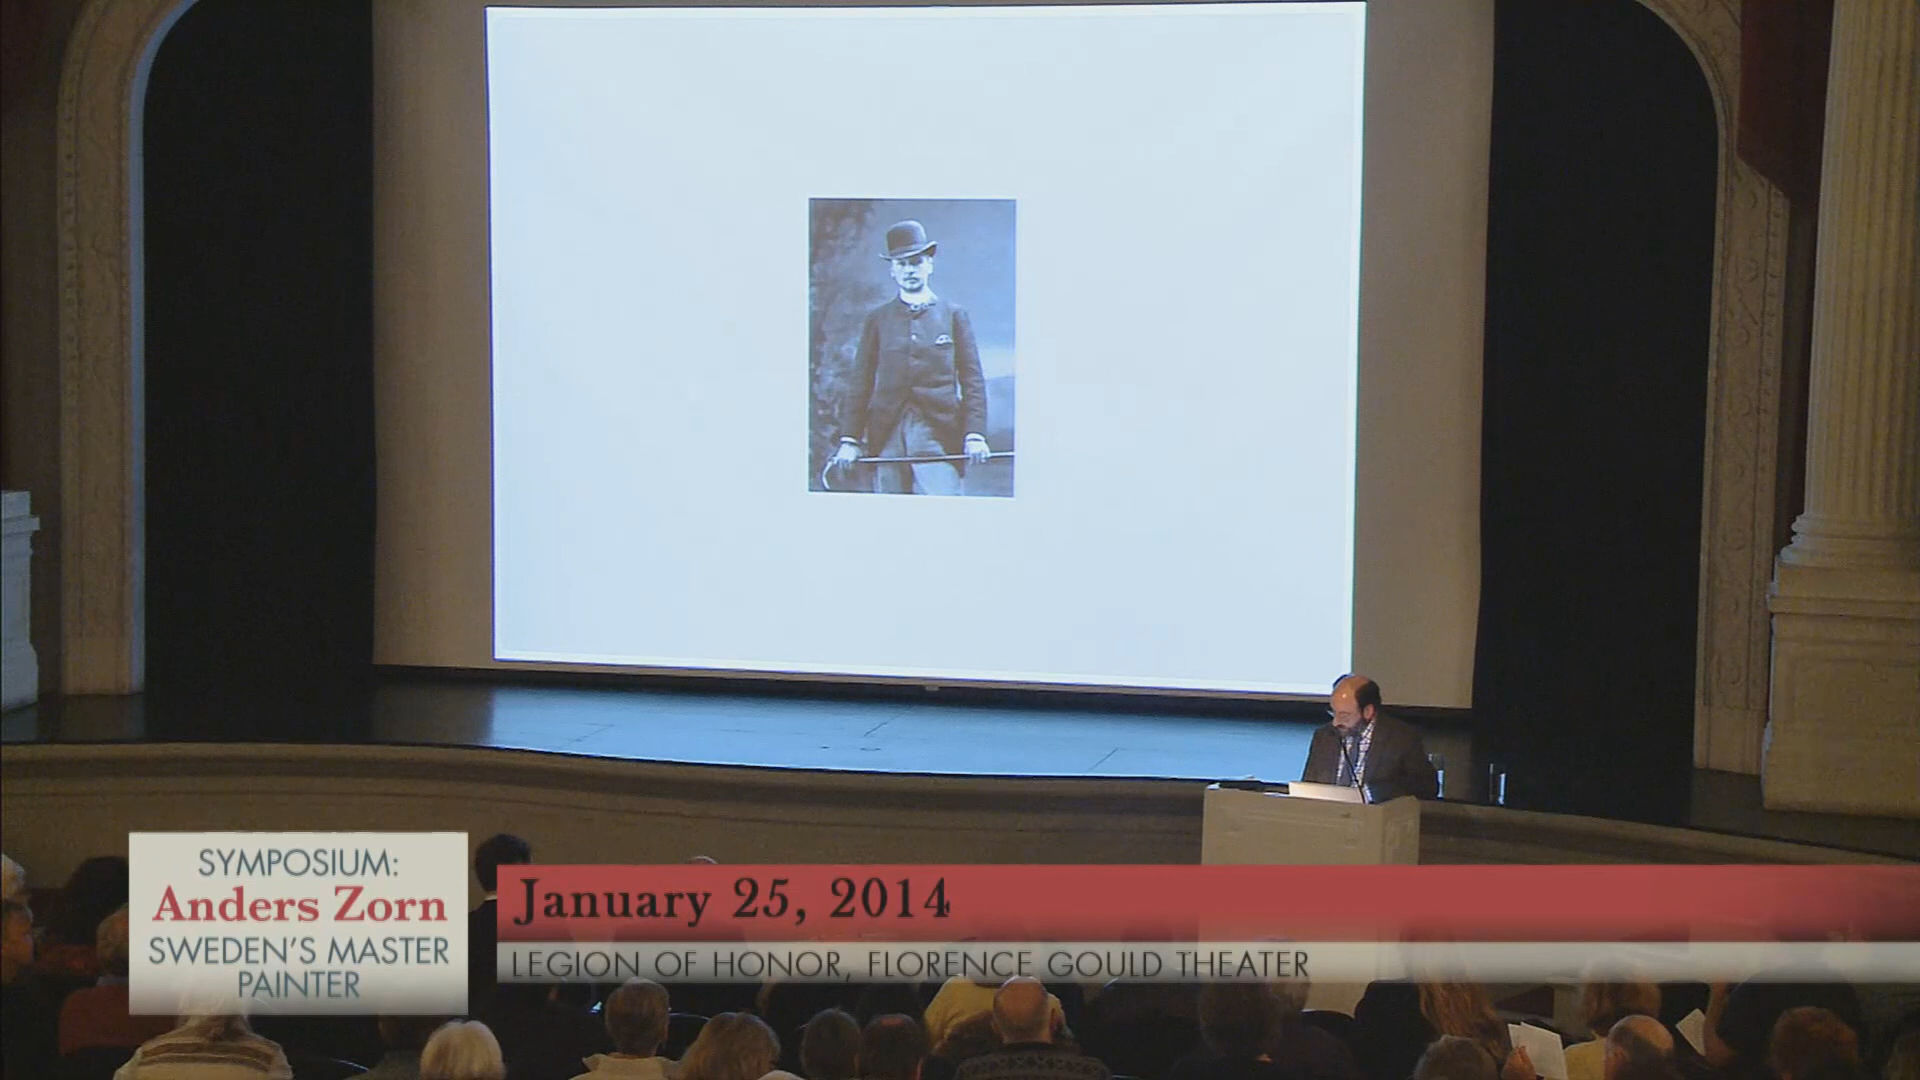 SYMPOSIUM:
Anders Zorn
SWEDEN'S MASTER
PAINTER
January 25, 2014
LEGION OF HONOR, FLORENCE GOULD THEATER